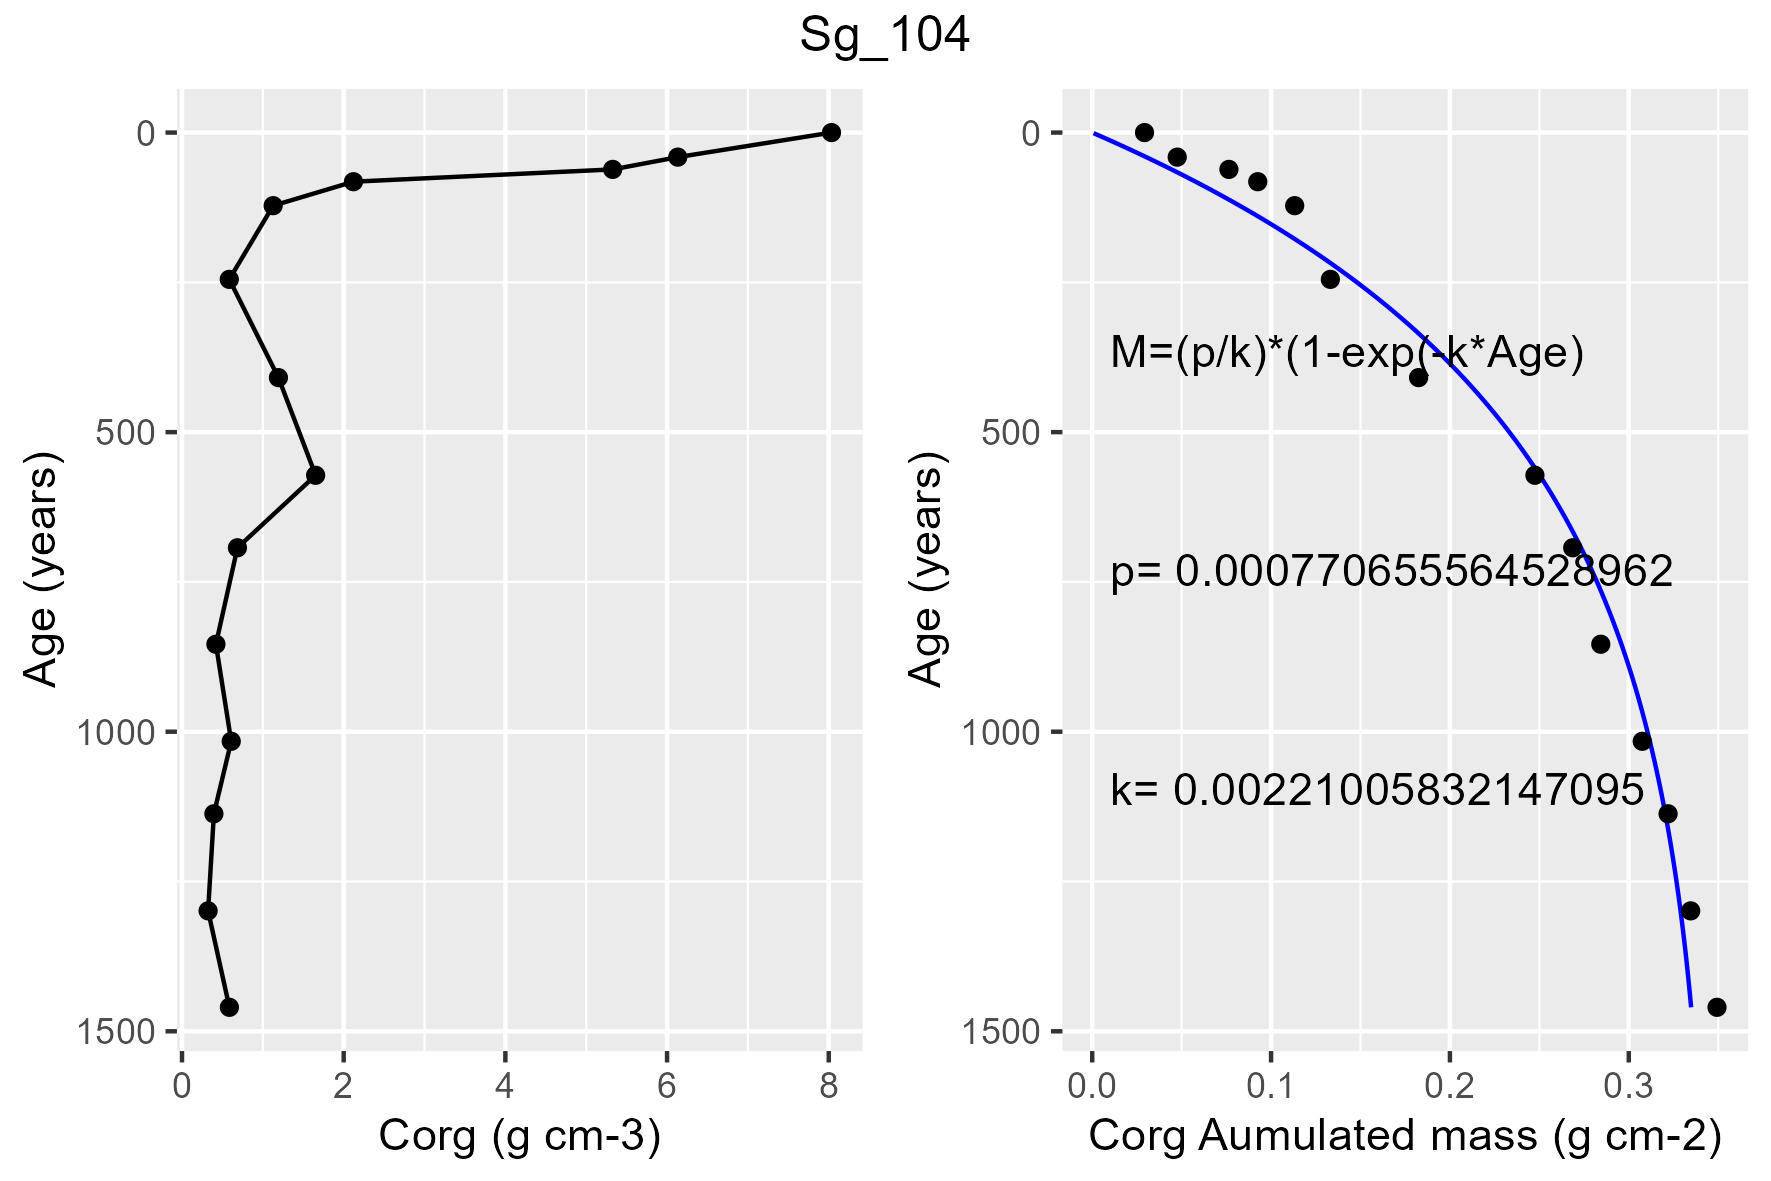 Sg_104
0
500
1000
1500
Age (years)
0
2
4
6
8
Corg (g cm-3)
0
500
1000
1500
Age (years)
M=(p/k)*(1-exp(-k*Age)
p= 0.000770655564528962
k= 0.00221005832147095
0.0
0.1
0.2
0.3
Corg Aumulated mass (g cm-2)